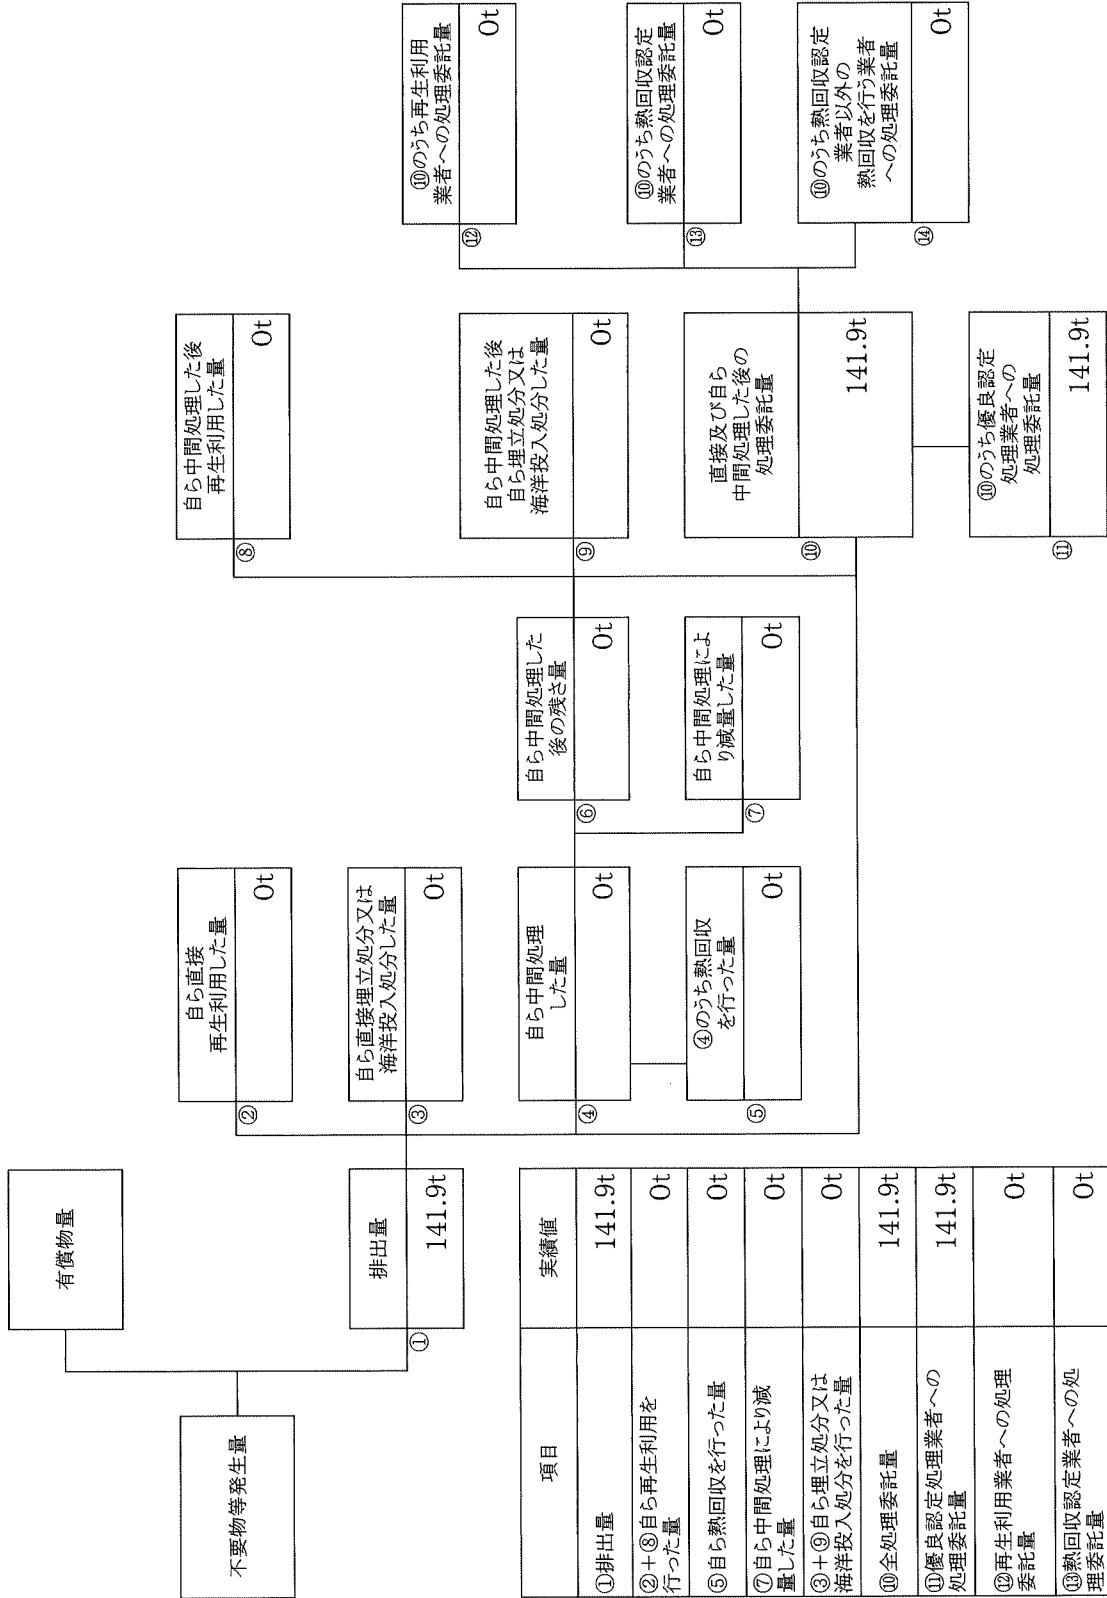 不要物等発生量
有償物量
排出量
①
141.9t
自ら直接
再生利用した量
②
0t
自ら直接埋立処分又は
海洋投入処分した量
③
0t
自ら中間処理
した量
④
0t
④のうち熱回収
を行った量
⑤
0t
自ら中間処理した
後の残さ量
⑥
0t
自ら中間処理によ
り減量した量
⑦
0t
自ら中間処理した後
再生利用した量
⑧
0t
自ら中間処理した後
自ら埋立処分又は
海洋投入処分した量
⑨
0t
直接及び自ら
中間処理した後の
処理委託量
⑩
141.9t
⑩のうち優良認定
処理業者への
処理委託量
⑪
141.9t
⑩のうち再生利用
業者への処理委託量
⑫
0t
⑩のうち熱回収認定
業者への処理委託量
⑬
0t
⑩のうち熱回収認定
業者以外の
熱回収を行う業者
への処理委託量
⑭
0t
項目
実績値
①排出量
141.9t
②+⑧自ら再生利用を
行った量
0t
⑤自ら熱回収を行った量
0t
⑦自ら中間処理により減
量した量
0t
③+⑨自ら埋立処分又は
海洋投入処分を行った量
0t
⑩全処理委託量
141.9t
⑪優良認定処理業者への
処理委託量
141.9t
⑫再生利用業者への処理
委託量
0t
⑬熱回収認定業者への処
理委託量
0t